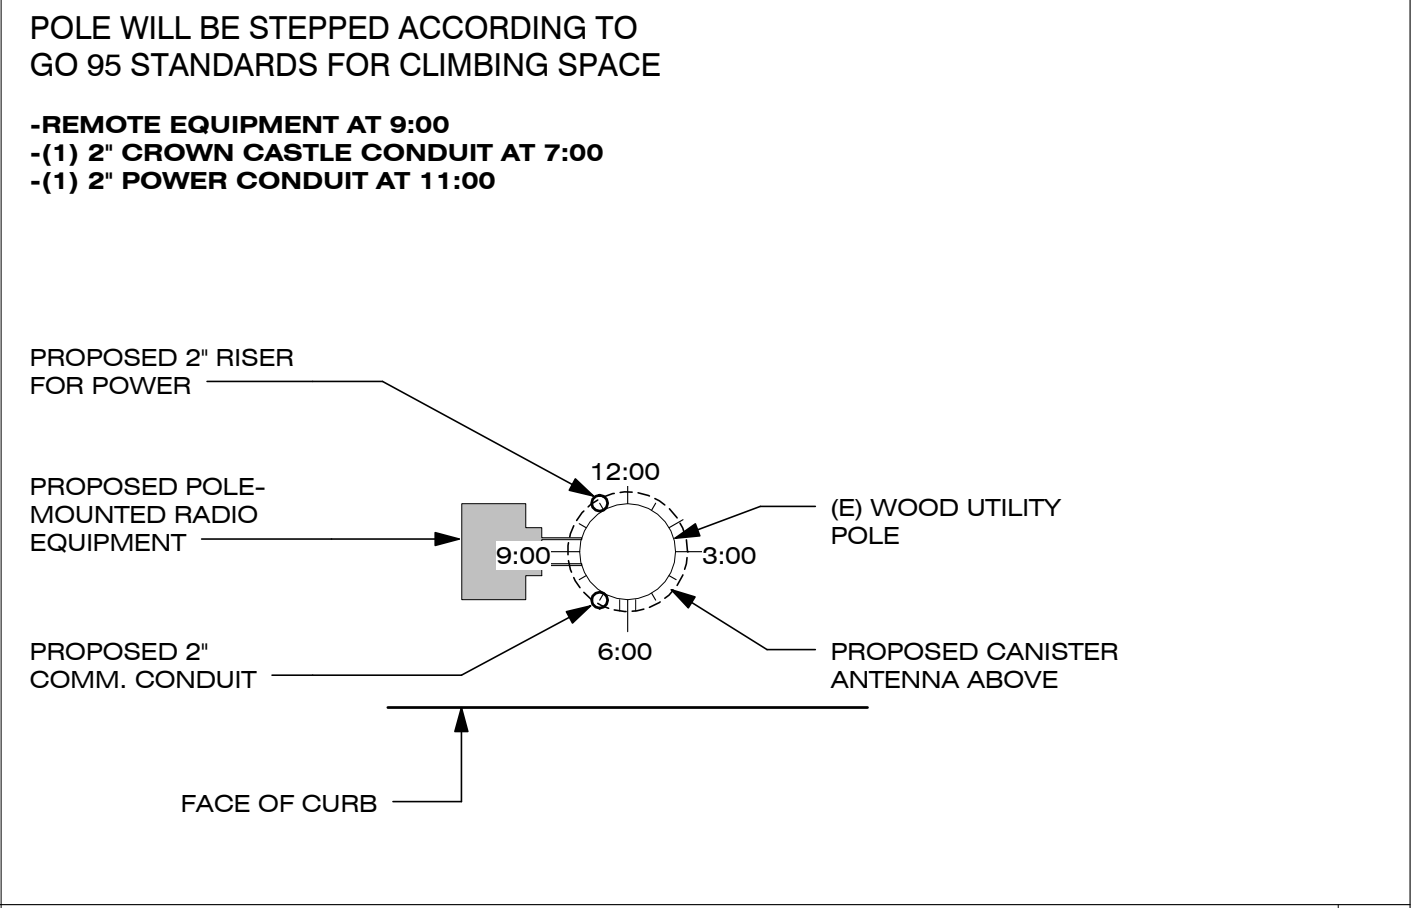 POLE WILL BE STEPPED ACCORDING TO
GO 95 STANDARDS FOR CLIMBING SPACE
-REMOTE EQUIPMENT AT 9:00
-(1) 2" CROWN CASTLE CONDUIT AT 7:00
-(1) 2" POWER CONDUIT AT 11:00
PROPOSED 2" RISER
FOR POWER
12:00
PROPOSED POLE-
MOUNTED RADIO
EQUIPMENT
(E) WOOD UTILITY
POLE
9:00
3:00
PROPOSED 2"
COMM. CONDUIT
6:00
PROPOSED CANISTER
ANTENNA ABOVE
FACE OF CURB